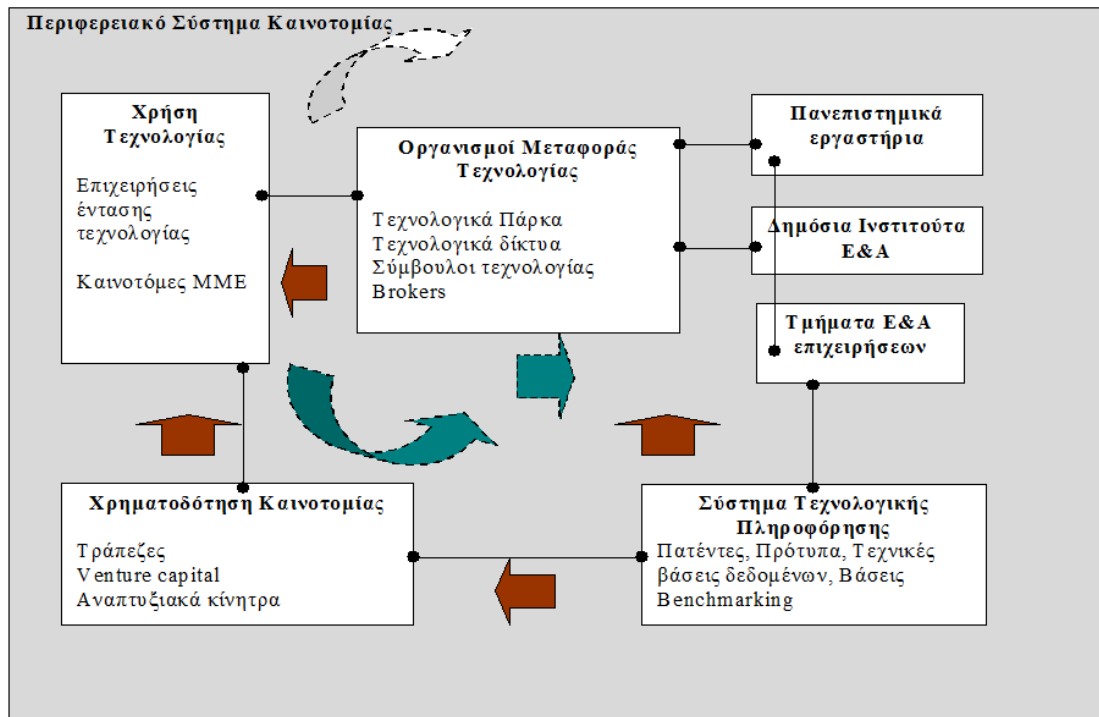 Περιφερειακό Σύστημα Καινοτομίας
Χρήση
Τεχνολογίας
Επιχειρήσεις
έντασης
τεχνολογίας
Καινοτόμες ΜΜΕ
Οργανισμοί Μεταφοράς
Τεχνολογίας
Τεχνολογικά Πάρκα
Τεχνολογικά δίκτυα
Σύμβουλοι τεχνολογίας
Brokers
Πανεπιστημικά
εργαστήρια
Δημόσια Ινστιτούτα
Ε&Α
Τμήματα Ε&Α
επιχειρήσεων
Χρηματοδότηση Καινοτομίας
Τράπεζες
Venture capital
Αναπτυξιακά κίνητρα
Σύστημα Τεχνολογικής
Πληροφόρησης
Πατέντες, Πρότυπα, Τεχνικές
βάσεις δεδομένων, Βάσεις
Benchmarking